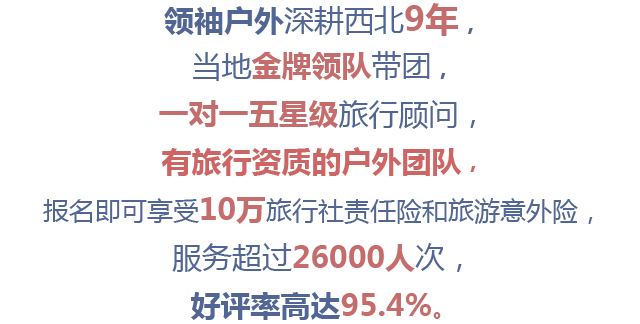 领袖户外深耕西北9年，
当地金牌领队带团，
一对一五星级旅行顾问，
有旅行资质的户外团队，
报名即可享受10万旅行社责任险和旅游意外险，
服务超过26000人次，
好评率高达95.4%。